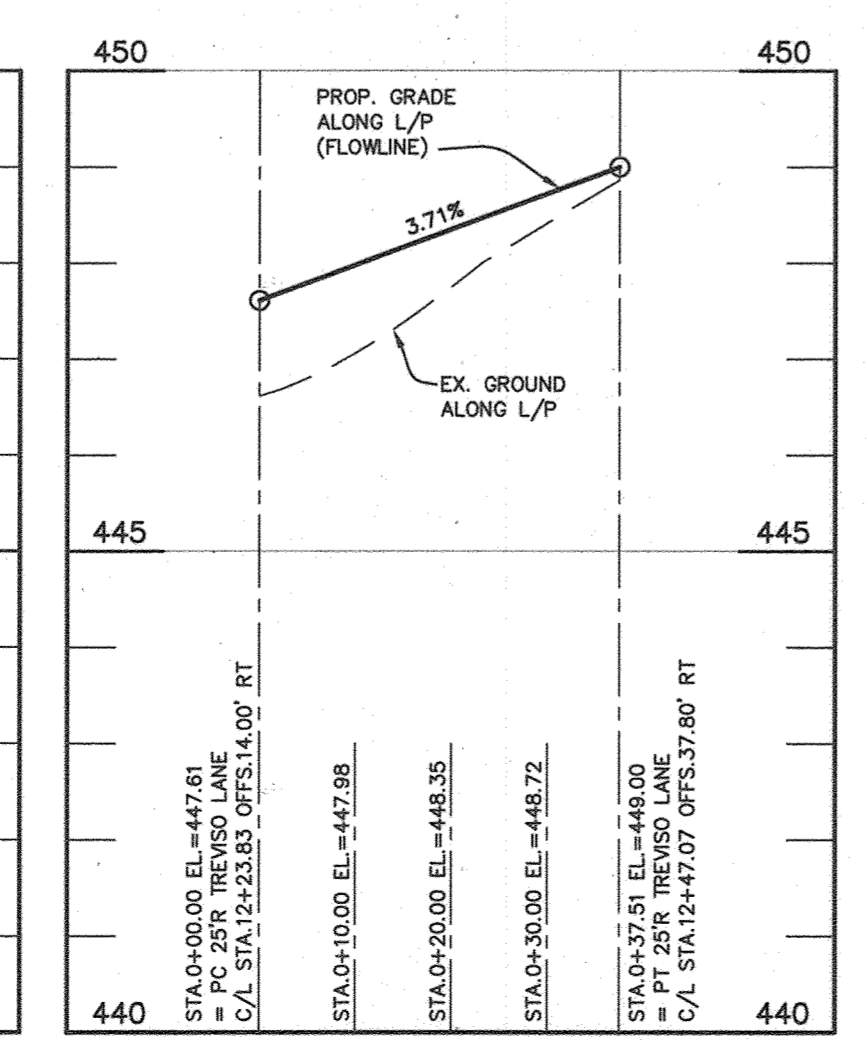 450
450
PROP. GRADE
ALONG L/P
(FLOWLINE)
3.71%
EX. GROUND
ALONG L/P
445
445
STA.0+00.00 EL.=447.61
= PC 25'R TREVISO LANE
C/L STA.12+23.83 OFFS.14.00' RT
STA.0+10.00 EL.=447.98
STA.0+20.00 EL.=448.35
STA.0+30.00 EL.=448.72
STA.0+37.51 EL.=449.00
= PT 25'R TREVISO LANE
C/L STA.12+47.07 OFFS.37.80' RT
440
440